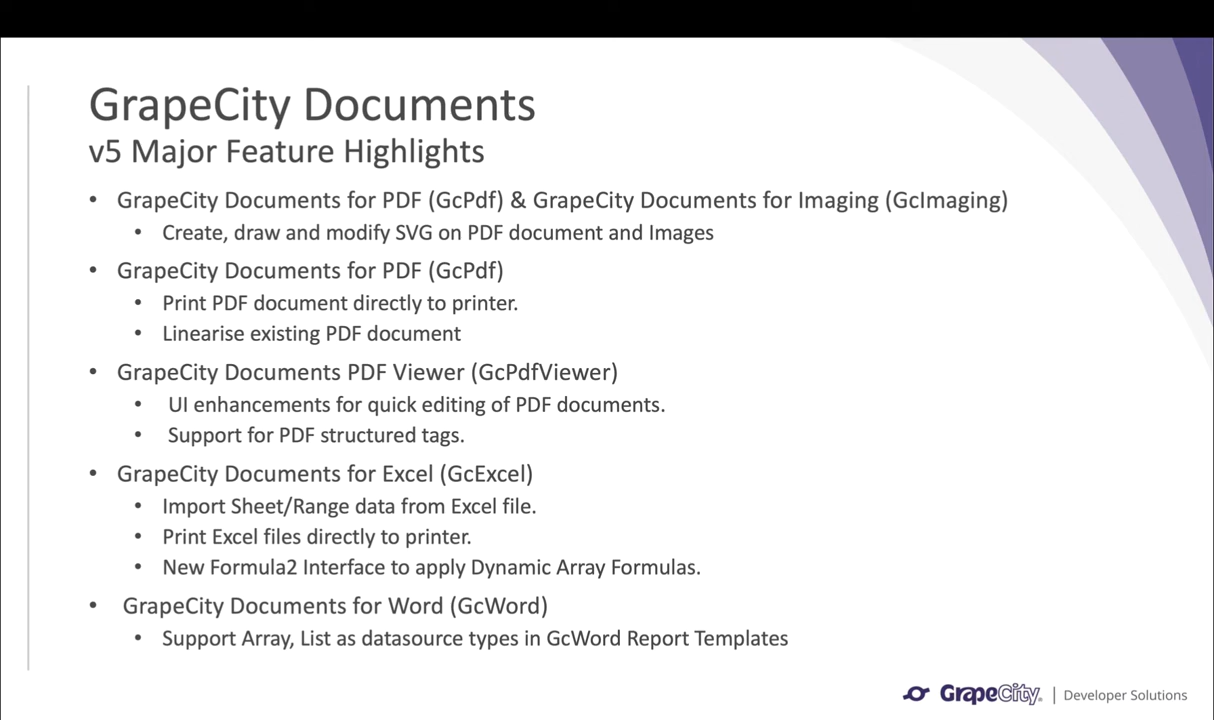 GrapeCity Documents
v5 Major Feature Highlights
• GrapeCity Documents for PDF (GcPdf) & GrapeCity Documents for Imaging (GcImaging)
• Create, draw and modify SVG on PDF document and Images
• GrapeCity Documents for PDF (GcPdf)
• Print PDF document directly to printer.
• Linearise existing PDF document
• GrapeCity Documents PDF Viewer (GcPdfViewer)
• UI enhancements for quick editing of PDF documents.
• Support for PDF structured tags.
• GrapeCity Documents for Excel (GcExcel)
• Import Sheet/Range data from Excel file.
• Print Excel files directly to printer.
• New Formula2 Interface to apply Dynamic Array Formulas.
• GrapeCity Documents for Word (GcWord)
• Support Array, List as datasource types in GcWord Report Templates
GrapeCity. | Developer Solutions